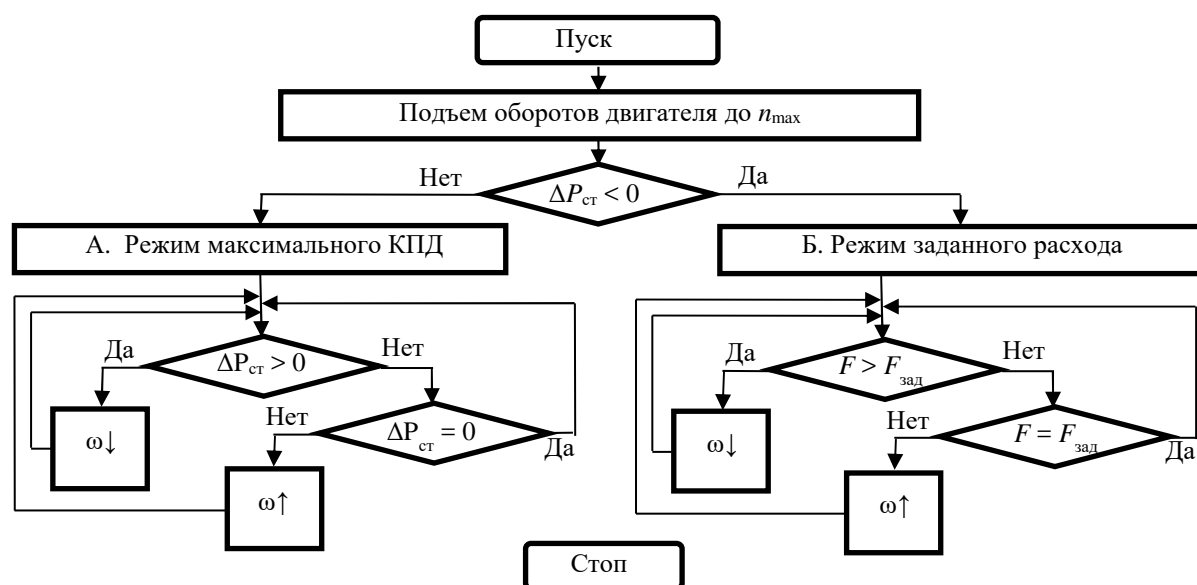 Пуск
Подъем оборотов двигателя до nmax
Нет
ΔPст < 0
Да
А. Режим максимального КПД
Б. Режим заданного расхода
Да
ΔPст > 0
Нет
Да
F > Fзад
Нет
ω↓
Нет
ΔPст = 0
Да
ω↓
Нет
F = Fзад
Да
ω↑
ω↑
Стоп